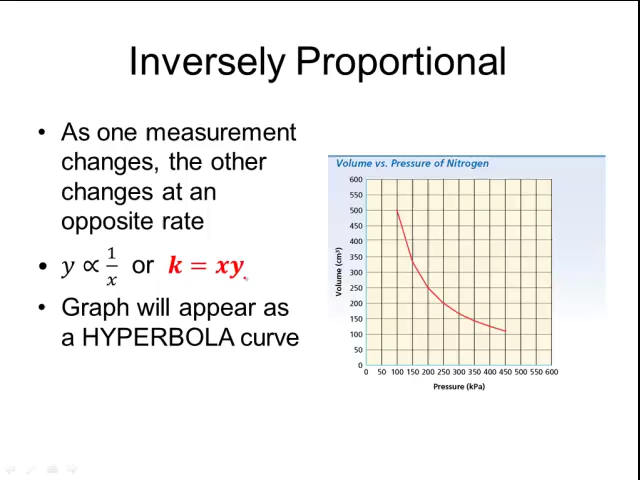 Inversely Proportional
• As one measurement
changes, the other
changes at an
opposite rate
• y ∝ 1/x or k = xy
• Graph will appear as
a HYPERBOLA curve
Volume vs. Pressure of Nitrogen
600
550
500
450
400
350
300
250
200
150
100
50
0
Volume (cm³)
0 50 100 150 200 250 300 350 400 450 500 550 600
Pressure (kPa)